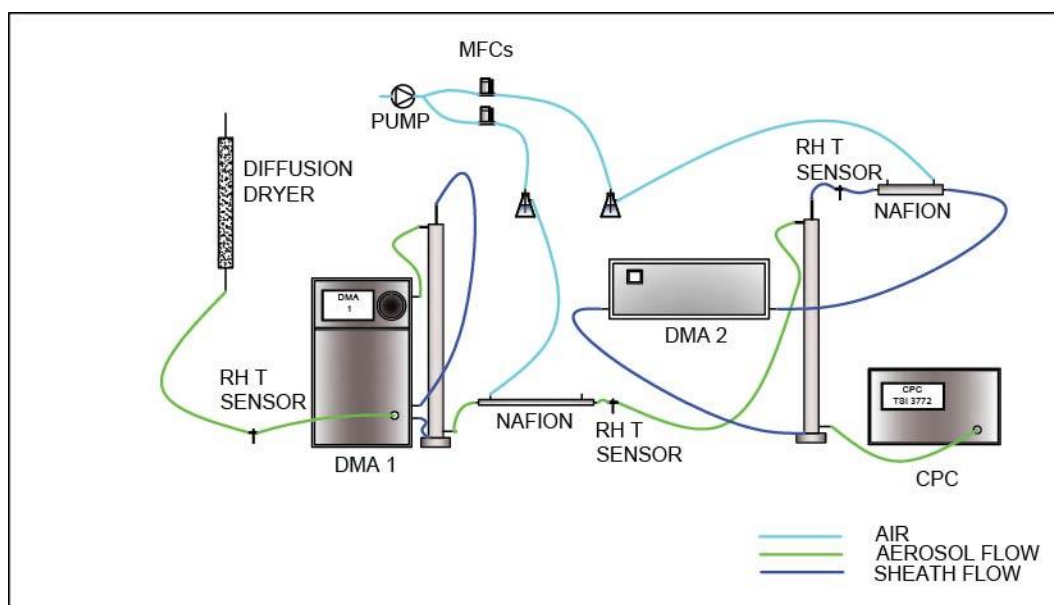 MFCs
PUMP
DIFFUSION
DRYER
RH T
SENSOR
NAFION
DMA
1
DMA 2
RH T
SENSOR
CPC
TSI 3772
NAFION
RH T
SENSOR
DMA 1
CPC
AIR
AEROSOL FLOW
SHEATH FLOW